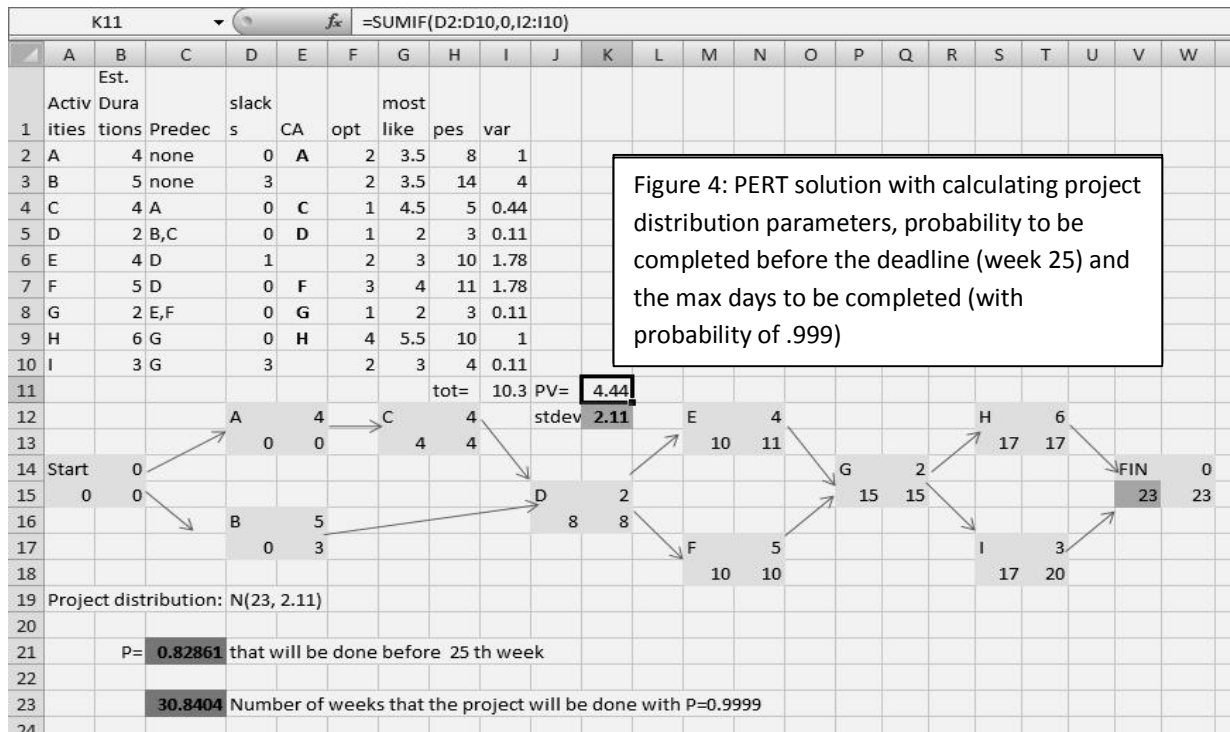 K11 fx =SUMIF(D2:D10,0,I2:I10)
A B C D E F G H I J K L M N O P Q R S T U V W
1 Activ ities Est. Dura tions Predec slack s CA opt most like pes var
2 A 4 none 0 A 2 3.5 8 1
3 B 5 none 3 2 3.5 14 4
4 C 4 A 0 C 1 4.5 5 0.44
5 D 2 B,C 0 D 1 2 3 0.11
6 E 4 D 1 2 3 10 1.78
7 F 5 D 0 F 3 4 11 1.78
8 G 2 E,F 0 G 1 2 3 0.11
9 H 6 G 0 H 4 5.5 10 1
10 I 3 G 3 2 3 4 0.11
Figure 4: PERT solution with calculating project
distribution parameters, probability to be
completed before the deadline (week 25) and
the max days to be completed (with
probability of .999)
11 tot= 10.3 PV= 4.44
12 A 4 C 4 stdev 2.11 E 4 H 6
13 0 0 4 4 10 11 17 17
14 Start 0 G 2 FIN 0
15 0 0 D 2 15 15 23 23
16 B 5 8 8
17 0 3 F 5 I 3
18 10 10 17 20
19 Project distribution: N(23, 2.11)
20
21 P= 0.82861 that will be done before 25 th week
22
23 30.8404 Number of weeks that the project will be done with P=0.9999
24